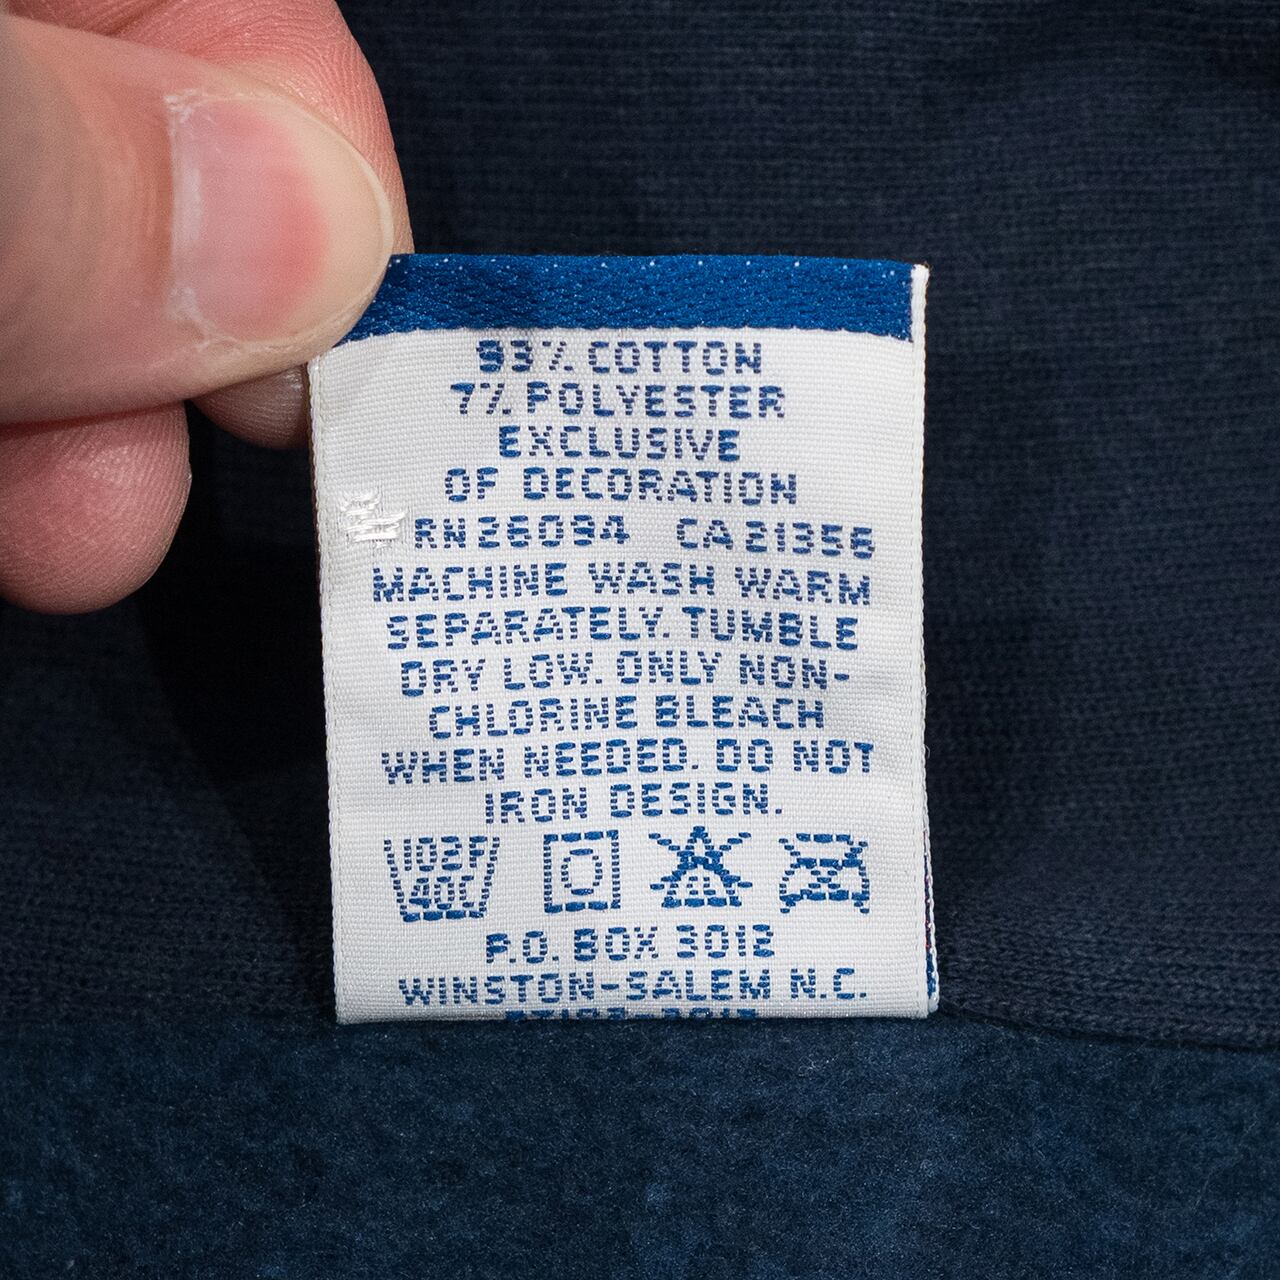 93% COTTON
7% POLYESTER
EXCLUSIVE
OF DECORATION
RN 26094 CA 21356
MACHINE WASH WARM
SEPARATELY. TUMBLE
DRY LOW. ONLY NON-
CHLORINE BLEACH
WHEN NEEDED. DO NOT
IRON DESIGN.
102F
40C
P.O. BOX 3012
WINSTON-SALEM N.C.